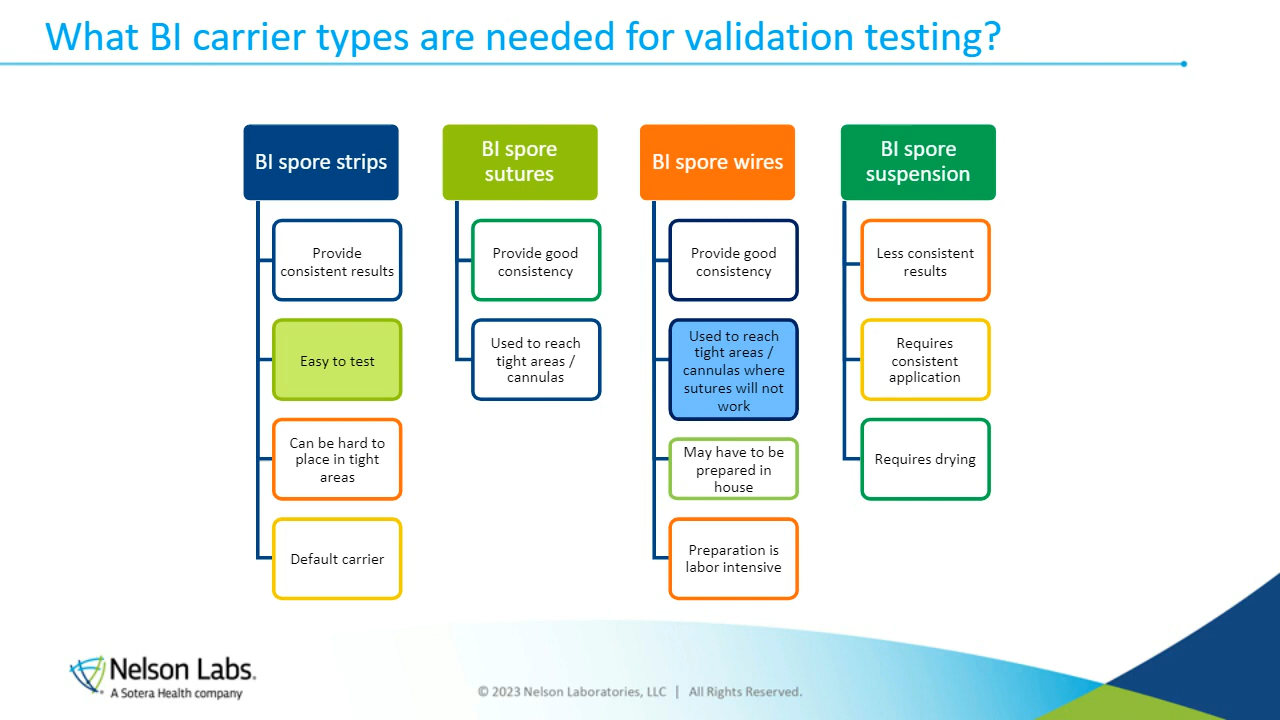 What BI carrier types are needed for validation testing?
BI spore strips
Provide
consistent results
Easy to test
Can be hard to
place in tight
areas
Default carrier
BI spore
sutures
Provide good
consistency
Used to reach
tight areas /
cannulas
BI spore wires
Provide good
consistency
Used to reach
tight areas /
cannulas where
sutures will not
work
May have to be
prepared in
house
Preparation is
labor intensive
BI spore
suspension
Less consistent
results
Requires
consistent
application
Requires drying
Nelson Labs.
A Sotera Health company
© 2023 Nelson Laboratories, LLC | All Rights Reserved.